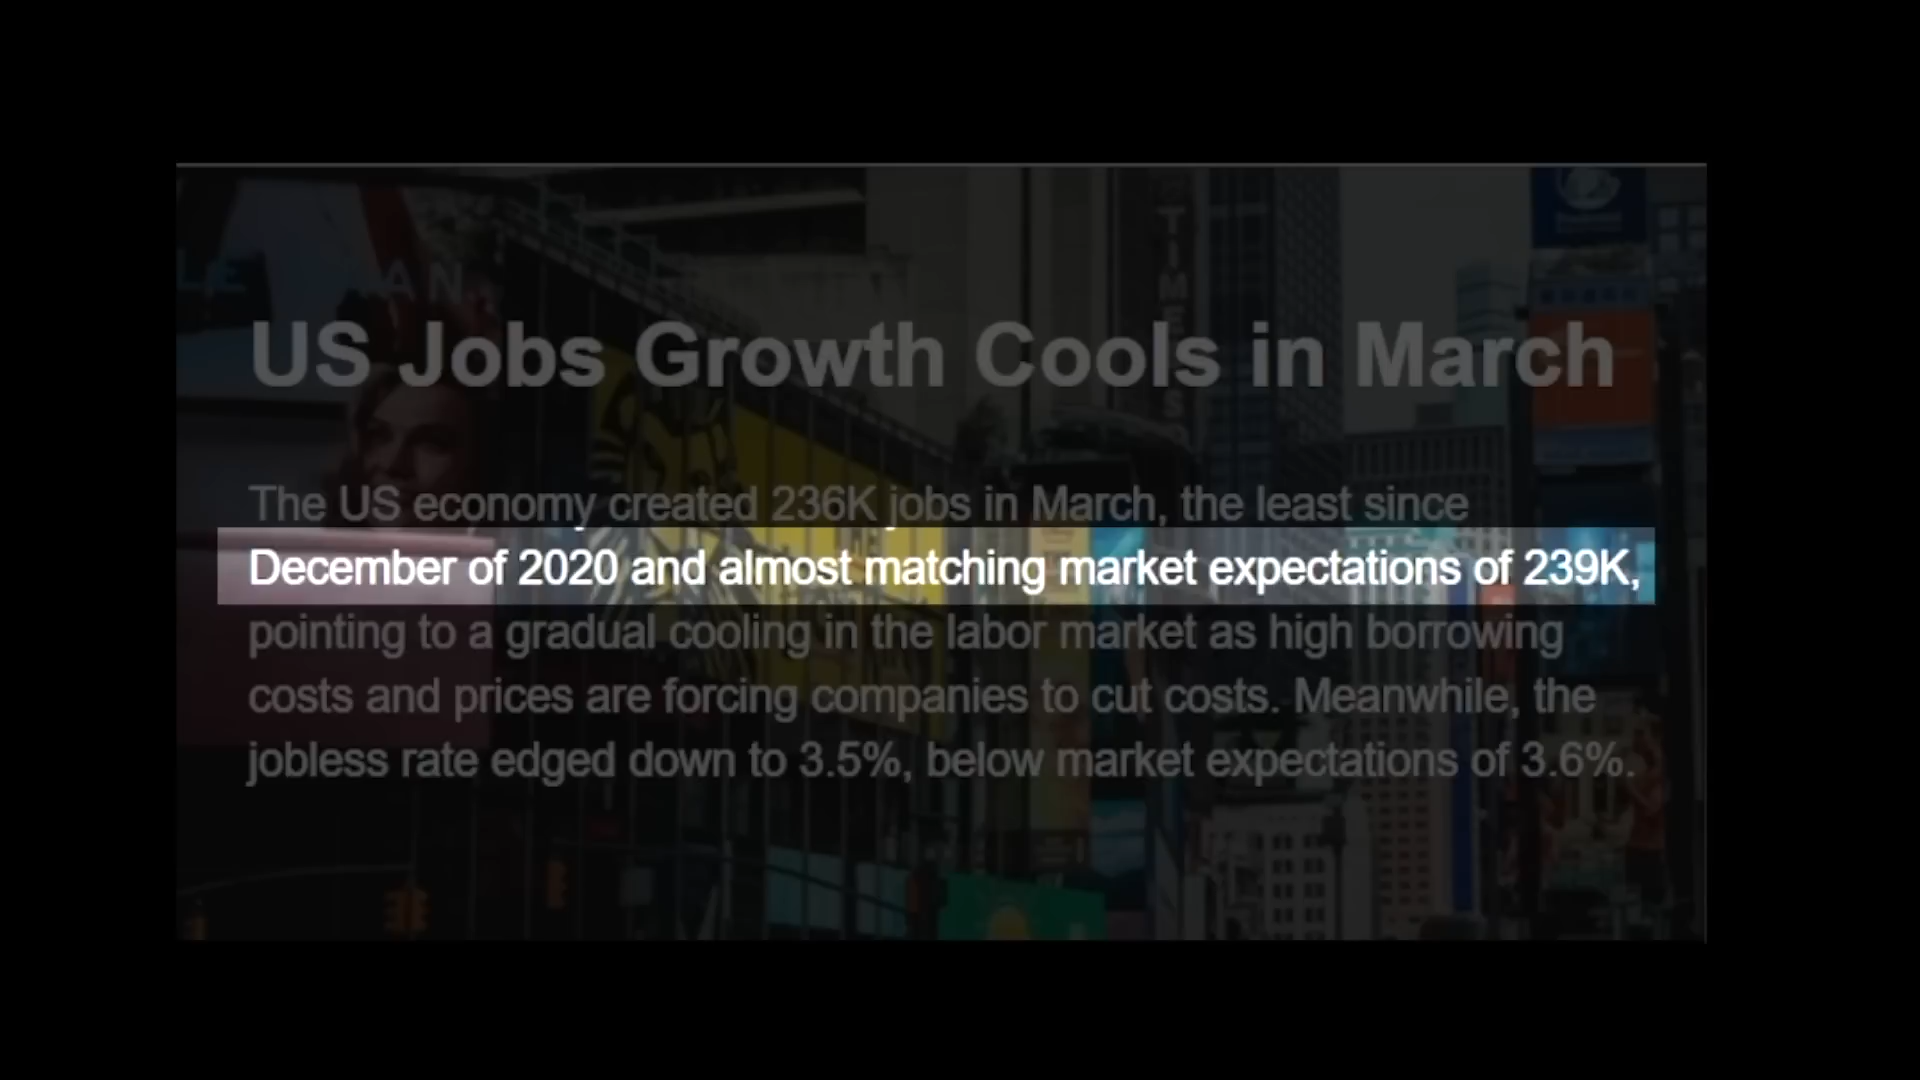 LE
AN
TIMES
US Jobs Growth Cools in March
The US economy created 236K jobs in March, the least since
December of 2020 and almost matching market expectations of 239K,
pointing to a gradual cooling in the labor market as high borrowing
costs and prices are forcing companies to cut costs. Meanwhile, the
jobless rate edged down to 3.5%, below market expectations of 3.6%.